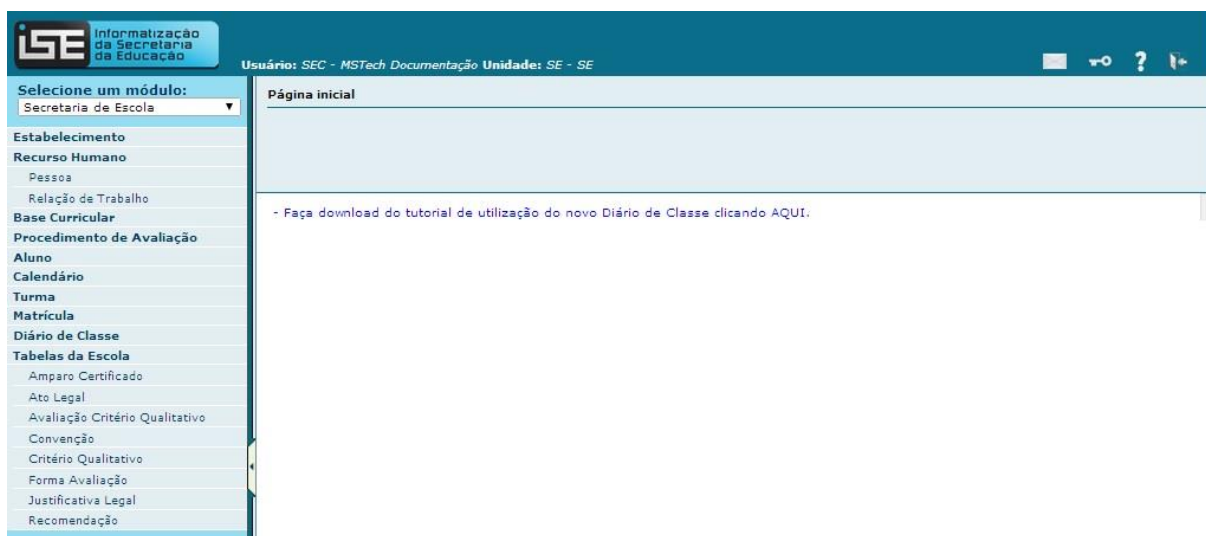 iSE
Informatização
da Secretaria
da Educação
Usuário: SEC - MSTech Documentação Unidade: SE - SE
?
Selecione um módulo:
Secretaria de Escola
Estabelecimento
Recurso Humano
Pessoa
Relação de Trabalho
Base Curricular
Procedimento de Avaliação
Aluno
Calendário
Turma
Matrícula
Diário de Classe
Tabelas da Escola
Amparo Certificado
Ato Legal
Avaliação Critério Qualitativo
Convenção
Critério Qualitativo
Forma Avaliação
Justificativa Legal
Recomendação
Página inicial
- Faça download do tutorial de utilização do novo Diário de Classe clicando AQUI.